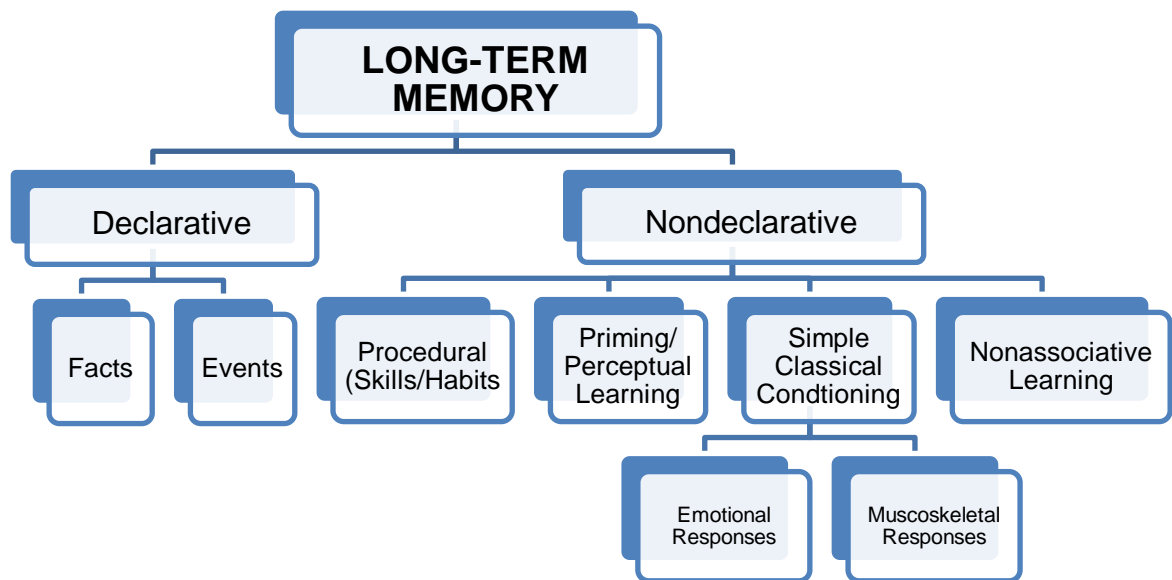 LONG-TERM
MEMORY
Declarative
Nondeclarative
Facts
Events
Procedural
(Skills/Habits
Priming/
Perceptual
Learning
Simple
Classical
Condtioning
Nonassociative
Learning
Emotional
Responses
Muscoskeletal
Responses